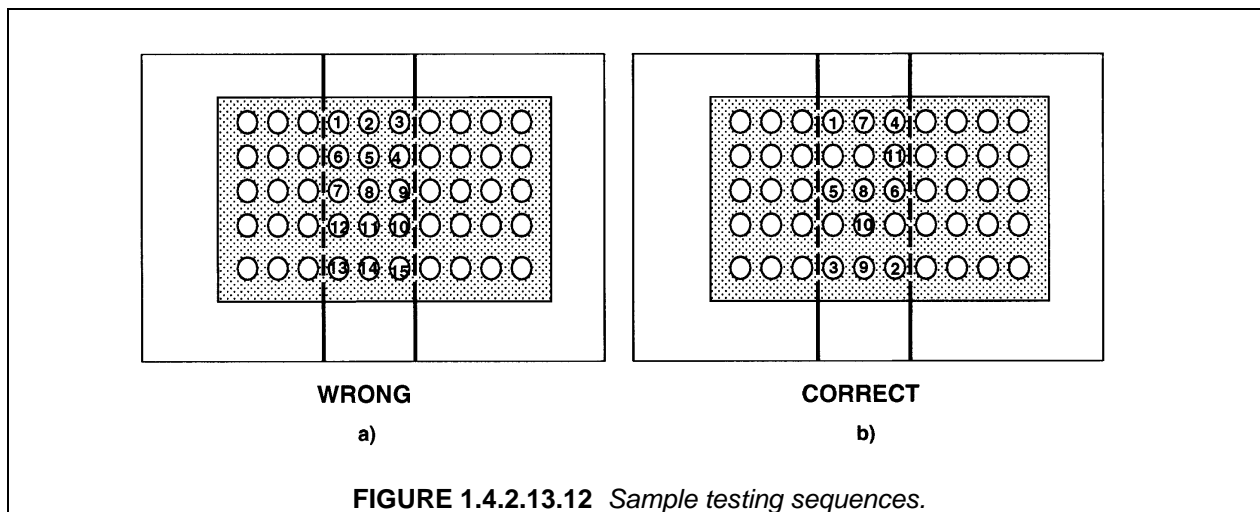 1 2 3
6 5 4
7 8 9
12 11 10
13 14 15
WRONG
a)
1 7 4
11
5 8 6
10
3 9 2
CORRECT
b)
FIGURE 1.4.2.13.12 Sample testing sequences.